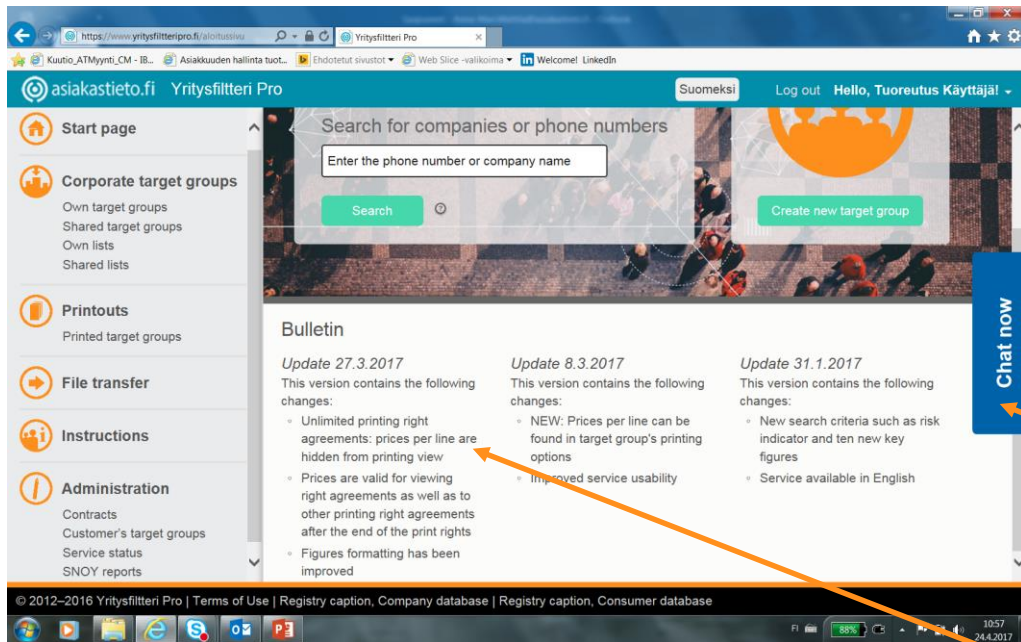 https://www.yritysfiltteripro.fi/aloitussivu
Yritysfiltteri Pro
Kuutio_ATMyynti_CM - IB...
Asiakkuuden hallinta tuot...
Ehdotetut sivustot
Web Slice -valikoima
Welcome! LinkedIn
asiakastieto.fi Yritysfiltteri Pro
Suomeksi
Log out
Hello, Tuoreutus Käyttäjä!
Start page
Corporate target groups
Own target groups
Shared target groups
Own lists
Shared lists
Printouts
Printed target groups
File transfer
Instructions
Administration
Contracts
Customer's target groups
Service status
SNOY reports
Search for companies or phone numbers
Enter the phone number or company name
Search
Create new target group
Chat now
Bulletin
Update 27.3.2017
This version contains the following
changes:
Unlimited printing right
agreements: prices per line are
hidden from printing view
Prices are valid for viewing
right agreements as well as to
other printing right agreements
after the end of the print rights
Figures formatting has been
improved
Update 8.3.2017
This version contains the following
changes:
NEW: Prices per line can be
found in target group's printing
options
Improved service usability
Update 31.1.2017
This version contains the following
changes:
New search criteria such as risk
indicator and ten new key
figures
Service available in English
© 2012–2016 Yritysfiltteri Pro | Terms of Use | Registry caption, Company database | Registry caption, Consumer database
FI
88%
10:57
24.4.2017